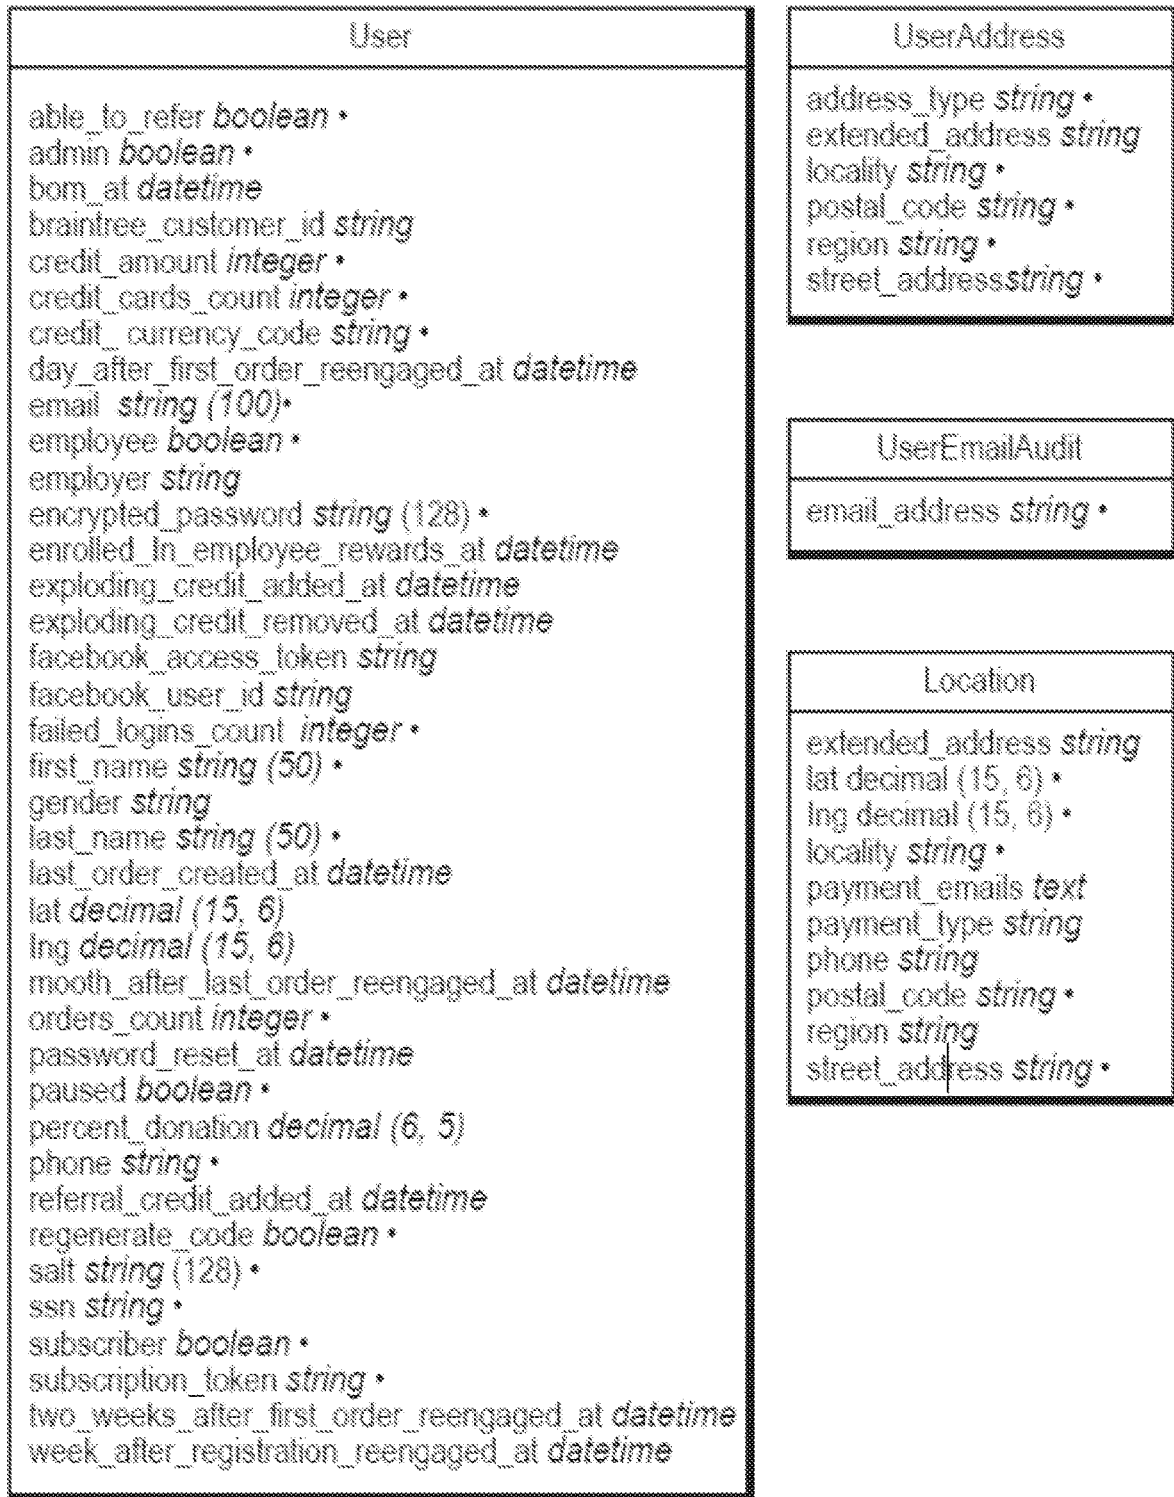 User
able_to_refer boolean •
admin boolean •
born_at datetime
braintree_customer_id string
credit_amount integer •
credit_cards_count integer •
credit_ currency_code string •
day_after_first_order_reengaged_at datetime
email string (100)•
employee boolean •
employer string
encrypted_password string (128) •
enrolled_In_employee_rewards_at datetime
exploding_credit_added_at datetime
exploding_credit_removed_at datetime
facebook_access_token string
facebook_user_id string
failed_logins_count integer •
first_name string (50) •
gender string
last_name string (50) •
last_order_created_at datetime
lat decimal (15, 6)
lng decimal (15, 6)
mooth_after_last_order_reengaged_at datetime
orders_count integer •
password_reset_at datetime
paused boolean •
percent_donation decimal (6, 5)
phone string •
referral_credit_added_at datetime
regenerate_code boolean •
salt string (128) •
ssn string •
subscriber boolean •
subscription_token string •
two_weeks_after_first_order_reengaged_at datetime
week_after_registration_reengaged_at datetime
UserAddress
address_type string •
extended_address string
locality string •
postal_code string •
region string •
street_addressstring •
UserEmailAudit
email_address string •
Location
extended_address string
lat decimal (15, 6) •
lng decimal (15, 6) •
locality string •
payment_emails text
payment_type string
phone string
postal_code string •
region string
street_address string •